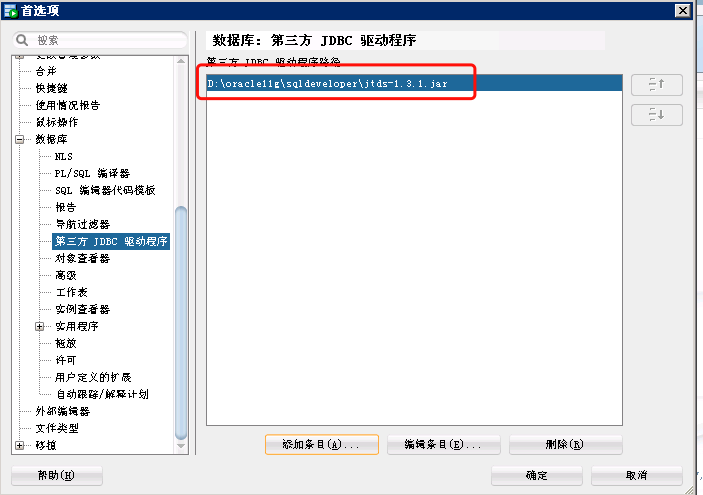 首选项
搜索
合并
快捷键
使用情况报告
鼠标操作
数据库
NLS
PL/SQL 编译器
SQL 编辑器代码模板
报告
导航过滤器
第三方 JDBC 驱动程序
对象查看器
高级
工作表
实例查看器
实用程序
拖放
许可
用户定义的扩展
自动跟踪/解释计划
外部编辑器
文件类型
移植
数据库: 第三方 JDBC 驱动程序
第三方 JDBC 驱动程序路径
D:\oracle11g\sqldeveloper\jtds-1.3.1.jar
添加条目(A)...
编辑条目(E)...
删除(R)
帮助(H)
确定
取消